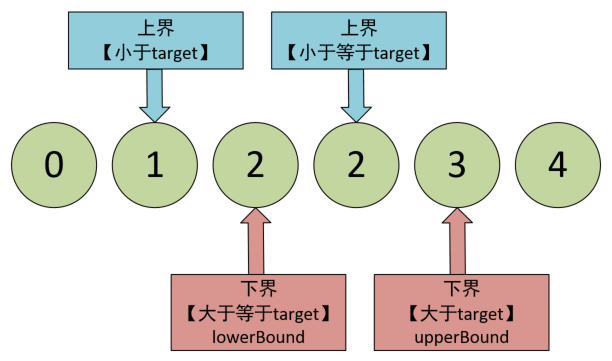 上界
【小于target】
上界
【小于等于target】
0
1
2
2
3
4
下界
【大于等于target】
lowerBound
下界
【大于target】
upperBound